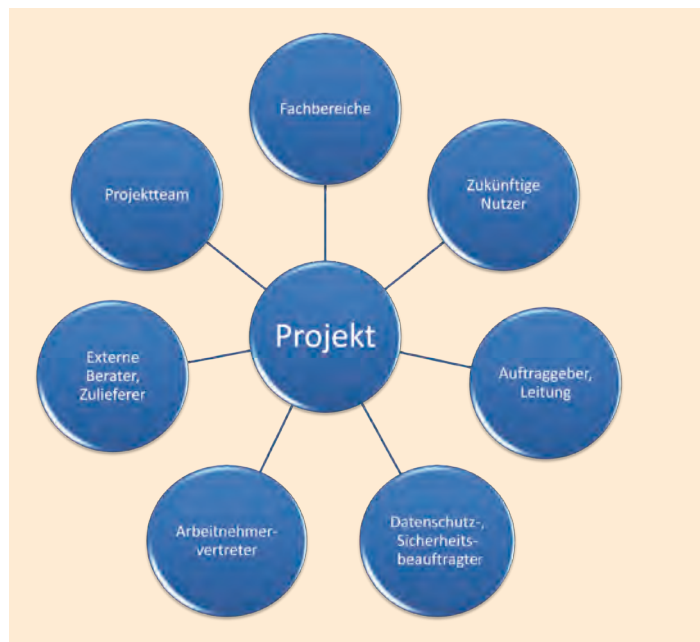 Fachbereiche
Projektteam
Zukünftige
Nutzer
Projekt
Externe
Berater,
Zulieferer
Auftraggeber,
Leitung
Arbeitnehmer-
vertreter
Datenschutz-,
Sicherheits-
beauftragter